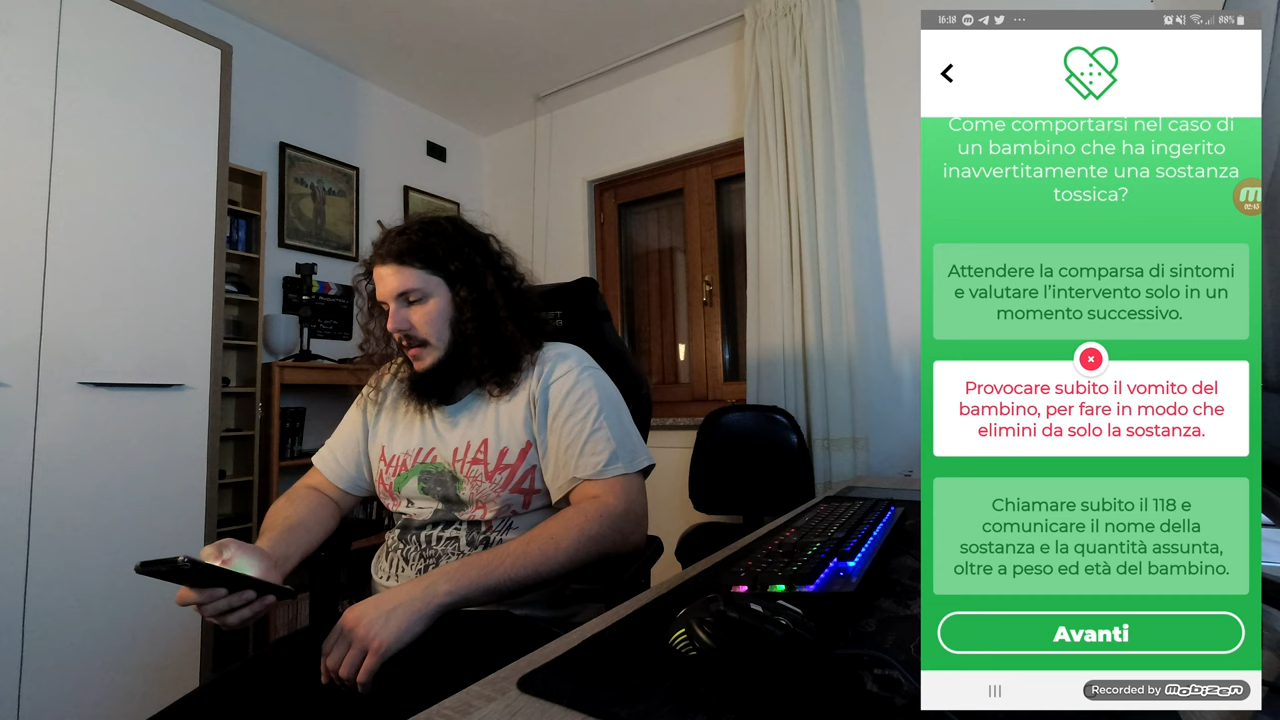 16:18
88%
Come comportarsi nel caso di
un bambino che ha ingerito
inavvertitamente una sostanza
tossica?
02:43
Attendere la comparsa di sintomi
e valutare l'intervento solo in un
momento successivo.
Provocare subito il vomito del
bambino, per fare in modo che
elimini da solo la sostanza.
Chiamare subito il 118 e
comunicare il nome della
sostanza e la quantità assunta,
oltre a peso ed età del bambino.
Avanti
Recorded by mobizen